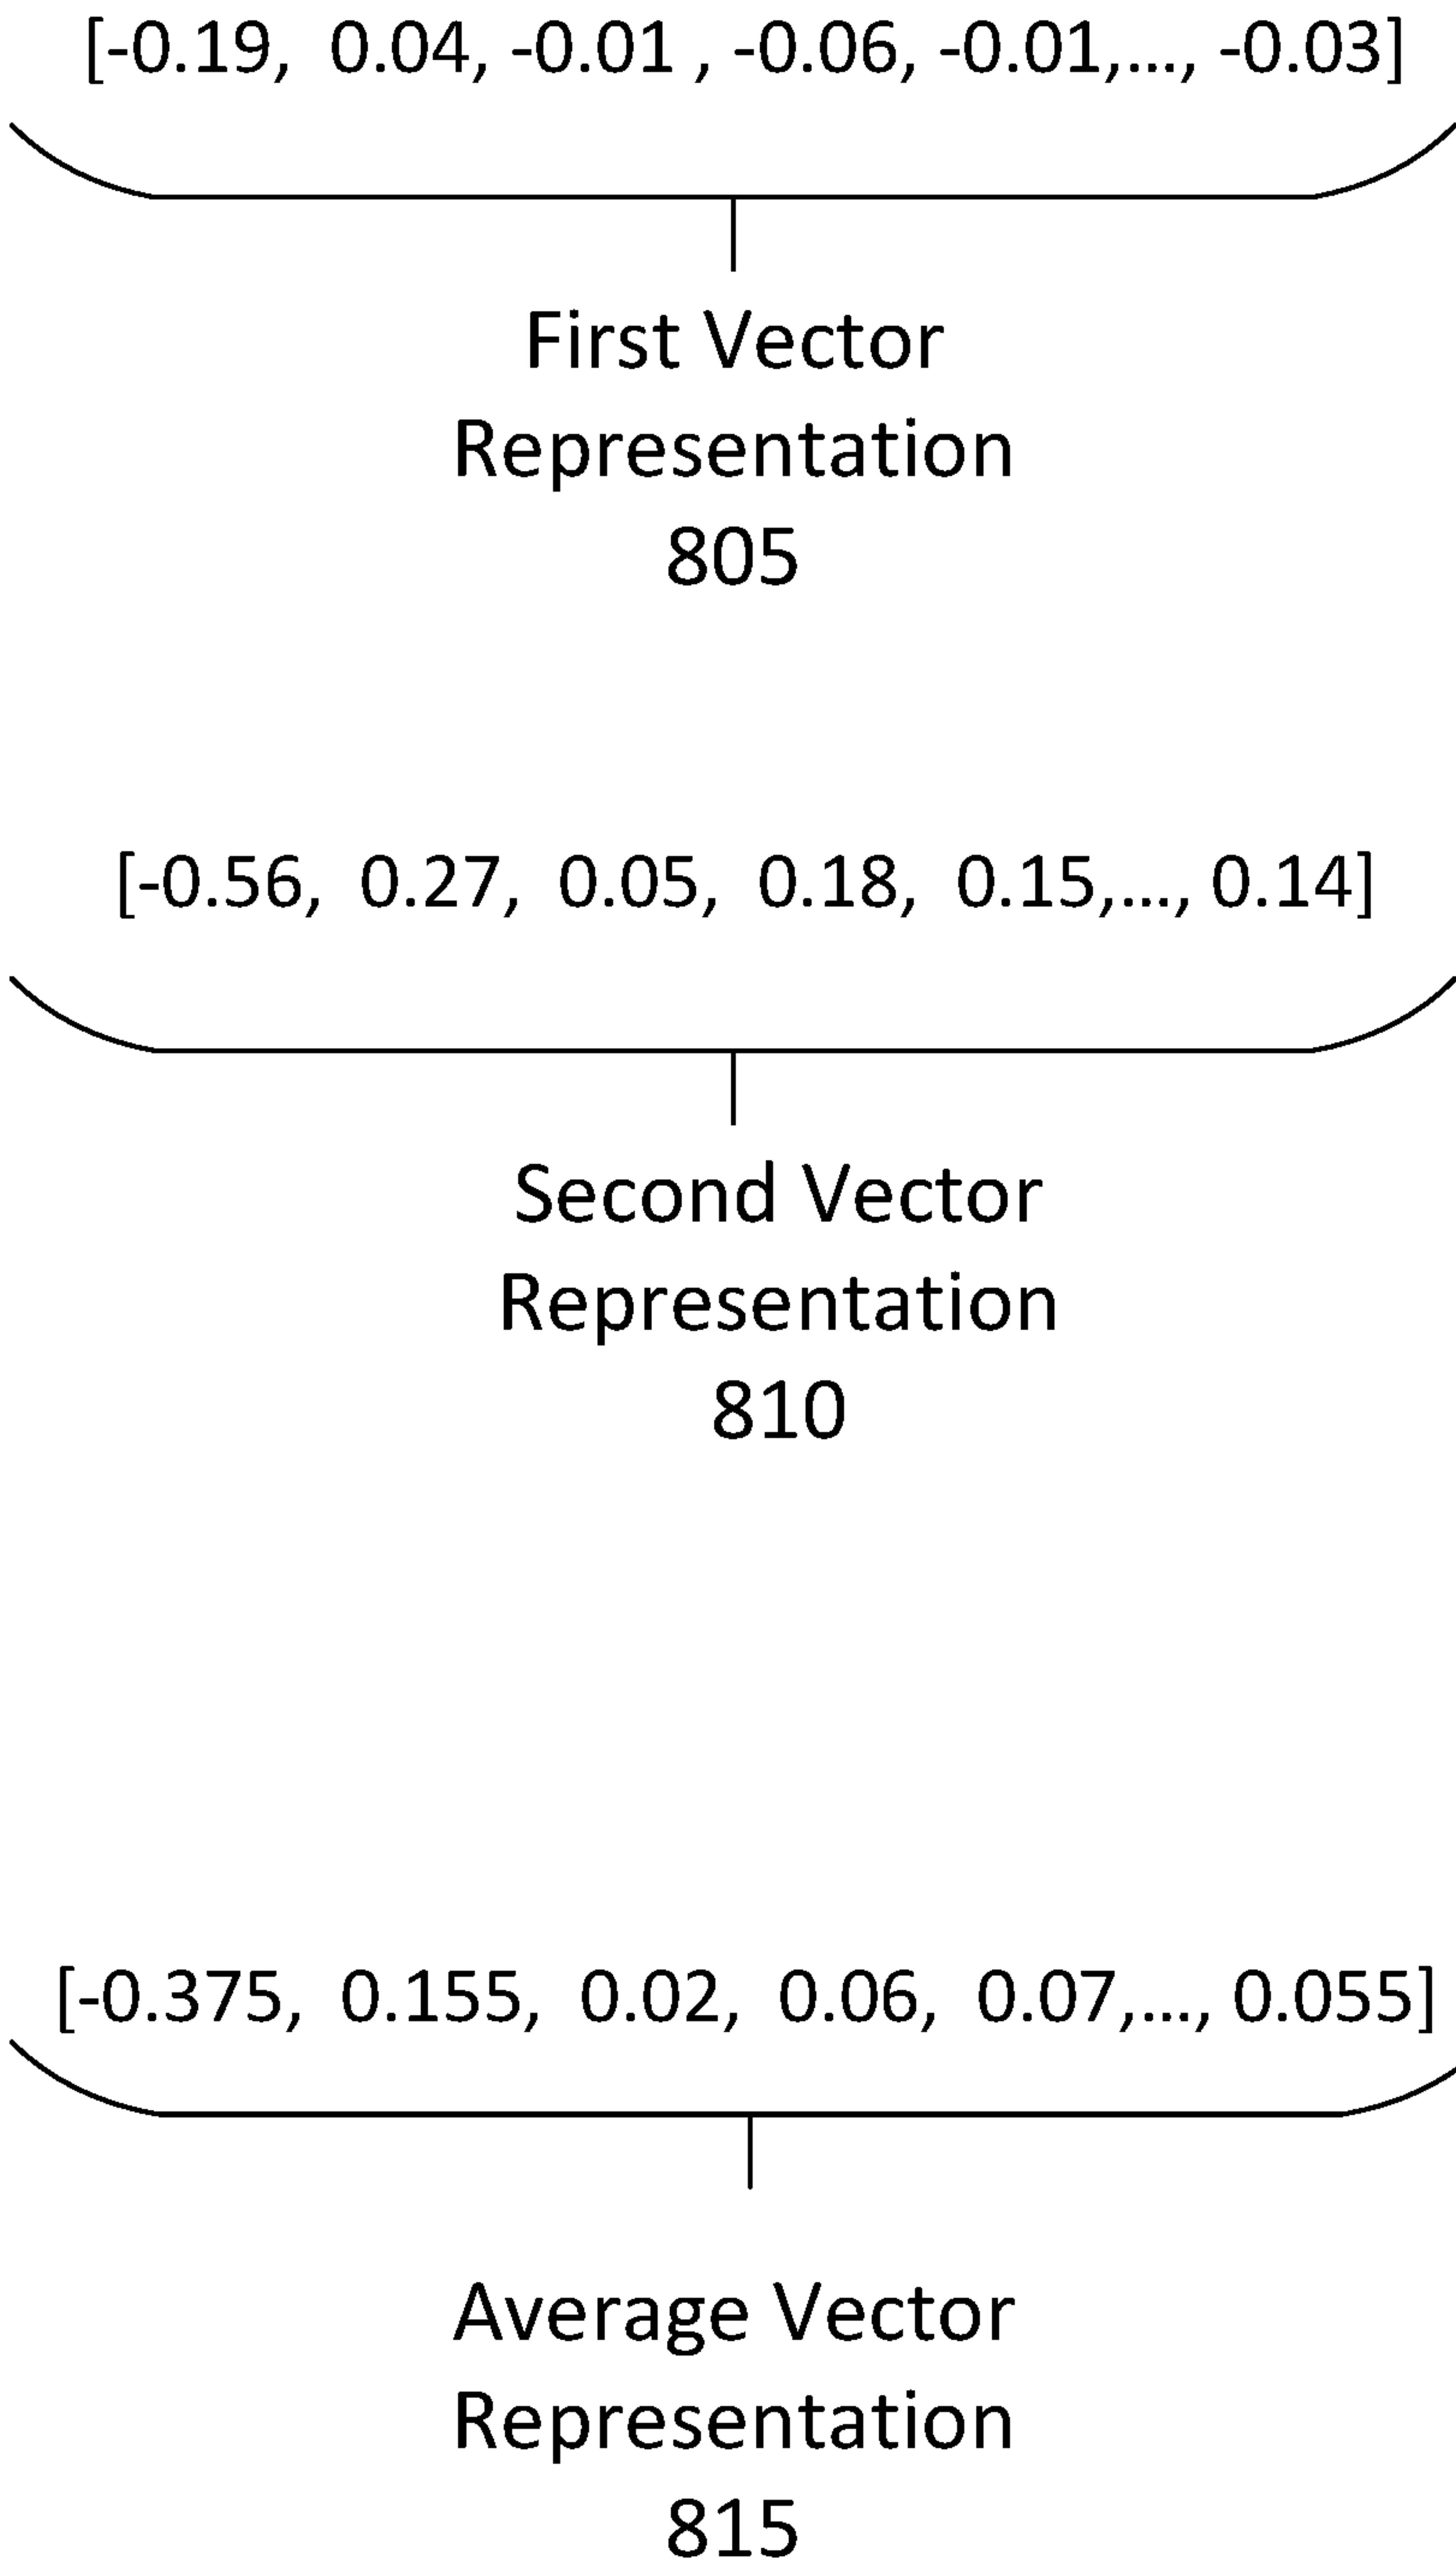 [-0.19, 0.04, -0.01 , -0.06, -0.01,..., -0.03]
First Vector
Representation
805
[-0.56, 0.27, 0.05, 0.18, 0.15,..., 0.14]
Second Vector
Representation
810
[-0.375, 0.155, 0.02, 0.06, 0.07,..., 0.055]
Average Vector
Representation
815